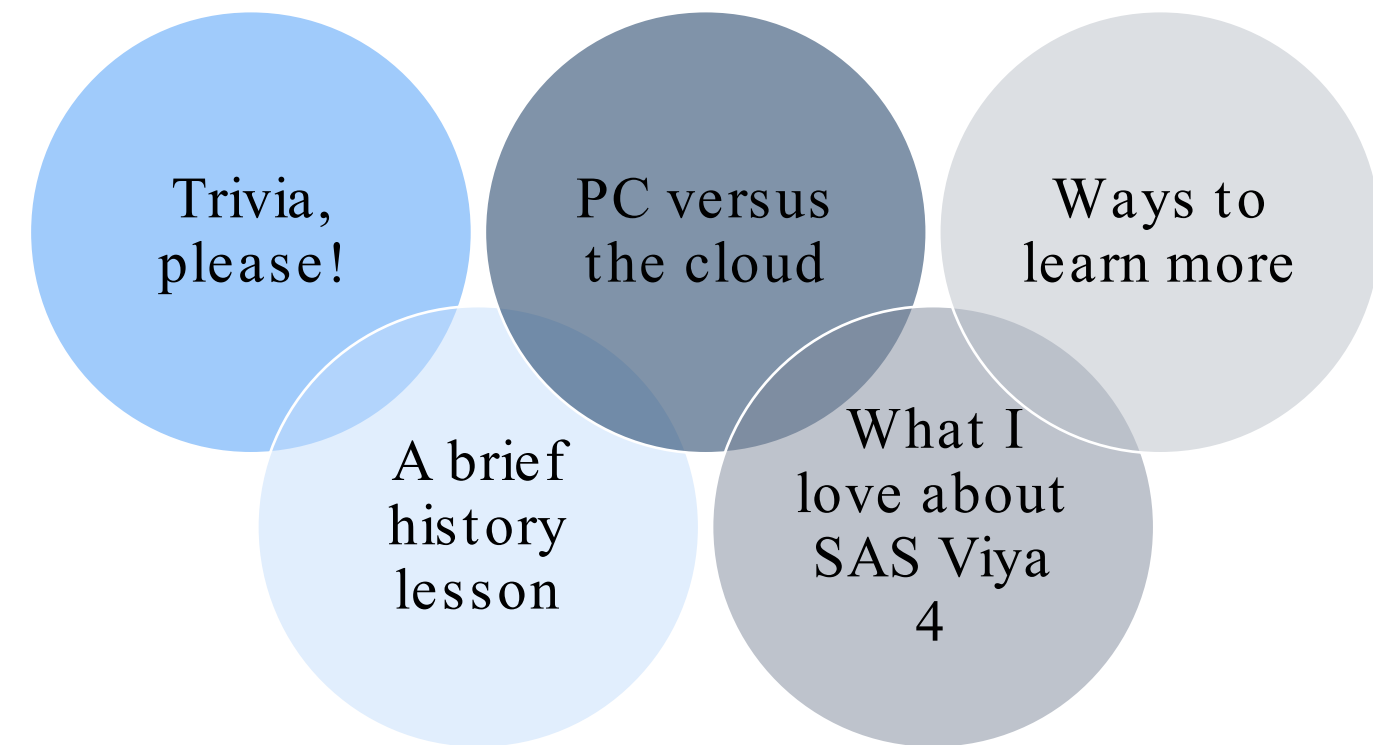 Trivia,
please!
A brief
history
lesson
PC versus
the cloud
What I
love about
SAS Viya
4
Ways to
learn more